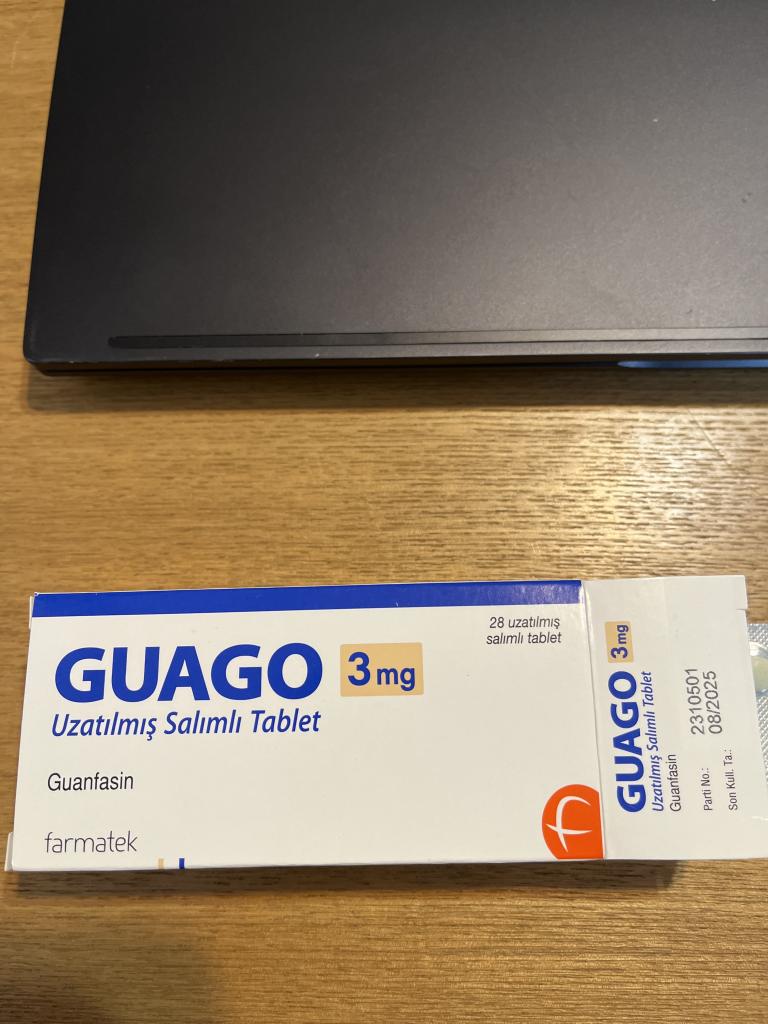 GUAGO 3 mg
Uzatılmış Salımlı Tablet
28 uzatılmış
salımlı tablet
Guanfasin
farmatek
GUAGO 3 mg
Uzatılmış Salımlı Tablet
Guanfasin
Parti No.: 2310501
Son Kull. Ta.: 08/2025